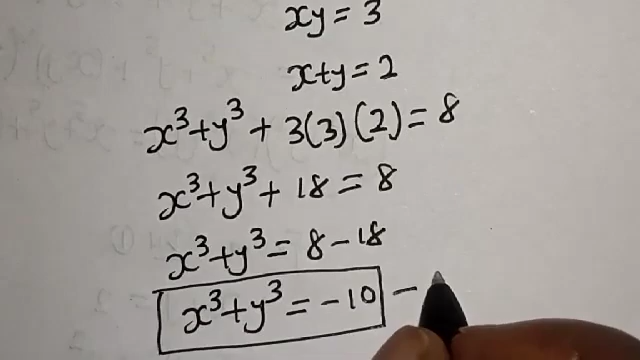 xy = 3
x+y = 2
x³+y³ + 3(3)(2) = 8
x³+y³ + 18 = 8
x³+y³ = 8 - 18
x³+y³ = -10 -